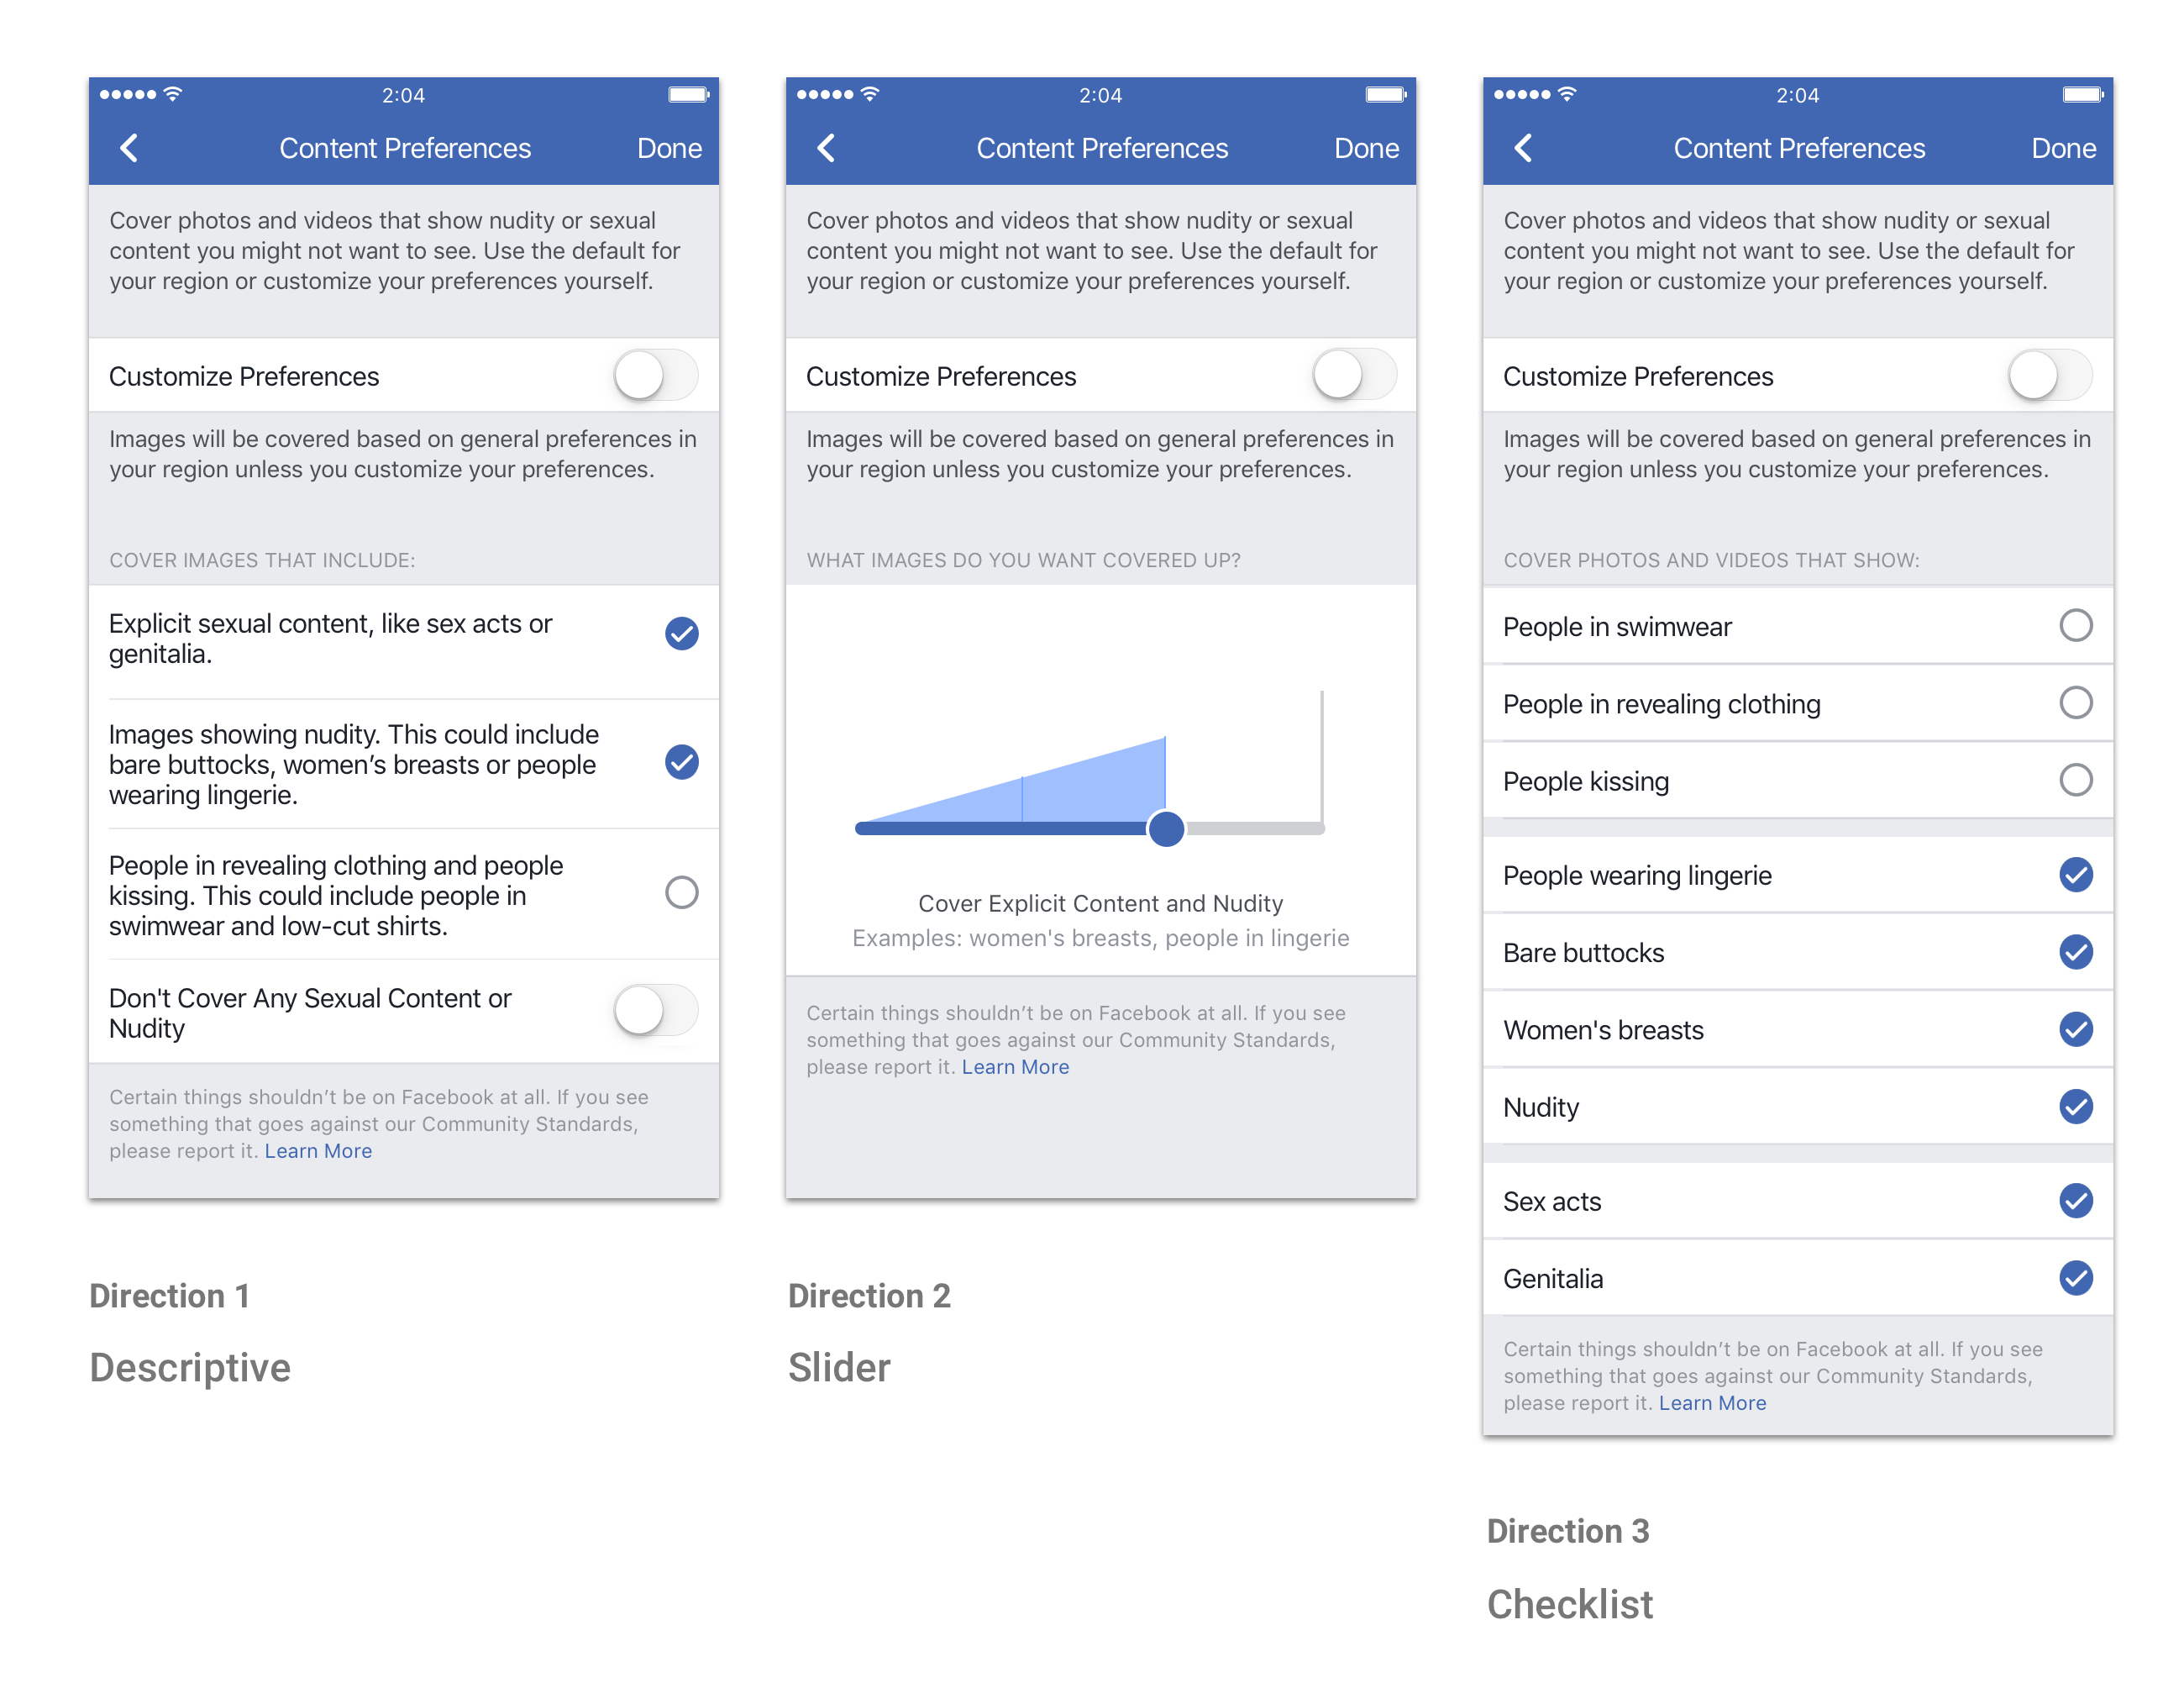 2:04
Content Preferences
Done
Cover photos and videos that show nudity or sexual
content you might not want to see. Use the default for
your region or customize your preferences yourself.
Customize Preferences
Images will be covered based on general preferences in
your region unless you customize your preferences.
COVER IMAGES THAT INCLUDE:
Explicit sexual content, like sex acts or
genitalia.
Images showing nudity. This could include
bare buttocks, women’s breasts or people
wearing lingerie.
People in revealing clothing and people
kissing. This could include people in
swimwear and low-cut shirts.
Don't Cover Any Sexual Content or
Nudity
Certain things shouldn’t be on Facebook at all. If you see
something that goes against our Community Standards,
please report it. Learn More
Direction 1
Descriptive
2:04
Content Preferences
Done
Cover photos and videos that show nudity or sexual
content you might not want to see. Use the default for
your region or customize your preferences yourself.
Customize Preferences
Images will be covered based on general preferences in
your region unless you customize your preferences.
WHAT IMAGES DO YOU WANT COVERED UP?
Cover Explicit Content and Nudity
Examples: women's breasts, people in lingerie
Certain things shouldn’t be on Facebook at all. If you see
something that goes against our Community Standards,
please report it. Learn More
Direction 2
Slider
2:04
Content Preferences
Done
Cover photos and videos that show nudity or sexual
content you might not want to see. Use the default for
your region or customize your preferences yourself.
Customize Preferences
Images will be covered based on general preferences in
your region unless you customize your preferences.
COVER PHOTOS AND VIDEOS THAT SHOW:
People in swimwear
People in revealing clothing
People kissing
People wearing lingerie
Bare buttocks
Women's breasts
Nudity
Sex acts
Genitalia
Certain things shouldn’t be on Facebook at all. If you see
something that goes against our Community Standards,
please report it. Learn More
Direction 3
Checklist